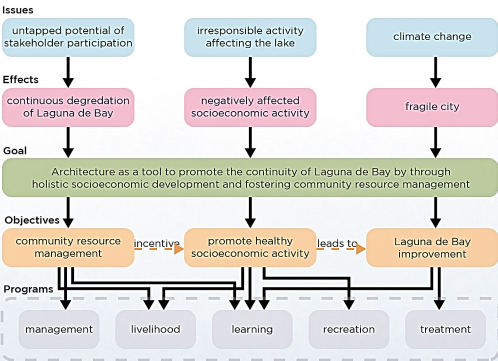 Issues
untapped potential of
stakeholder participation
irresponsible activity
affecting the lake
climate change
Effects
continuous degredation
of Laguna de Bay
negatively affected
socioeconomic activity
fragile city
Goal
Architecture as a tool to promote the continuity of Laguna de Bay by through
holistic socioeconomic development and fostering community resource management
Objectives
community resource
management
incentive
promote healthy
socioeconomic activity
leads to
Laguna de Bay
improvement
Programs
management
livelihood
learning
recreation
treatment